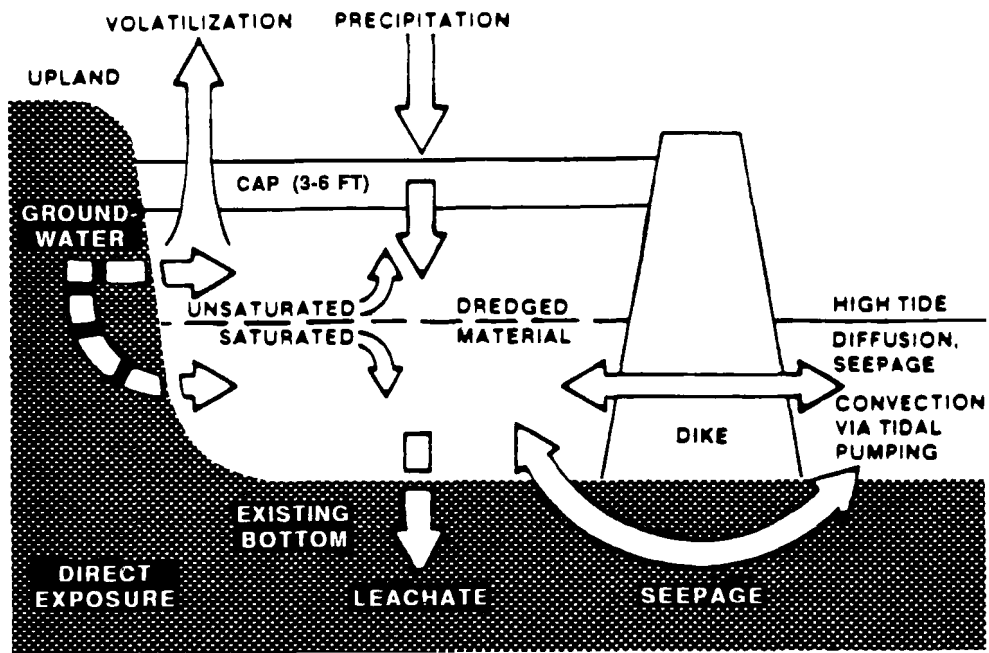 VOLATILIZATION
PRECIPITATION
UPLAND
CAP (3-6 FT)
GROUND-
WATER
UNSATURATED
SATURATED
DREDGED
MATERIAL
HIGH TIDE
DIFFUSION,
SEEPAGE
CONVECTION
VIA TIDAL
PUMPING
DIKE
EXISTING
BOTTOM
DIRECT
EXPOSURE
LEACHATE
SEEPAGE